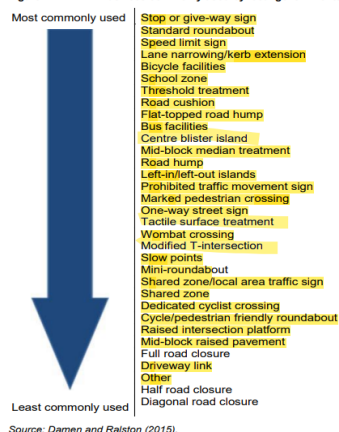 Most commonly used
Stop or give-way sign
Standard roundabout
Speed limit sign
Lane narrowing/kerb extension
Bicycle facilities
School zone
Threshold treatment
Road cushion
Flat-topped road hump
Bus facilities
Centre blister island
Mid-block median treatment
Road hump
Left-in/left-out islands
Prohibited traffic movement sign
Marked pedestrian crossing
One-way street sign
Tactile surface treatment
Wombat crossing
Modified T-intersection
Slow points
Mini-roundabout
Shared zone/local area traffic sign
Shared zone
Dedicated cyclist crossing
Cycle/pedestrian friendly roundabout
Raised intersection platform
Mid-block raised pavement
Full road closure
Driveway link
Other
Half road closure
Diagonal road closure
Least commonly used
Source: Damen and Ralston (2015).